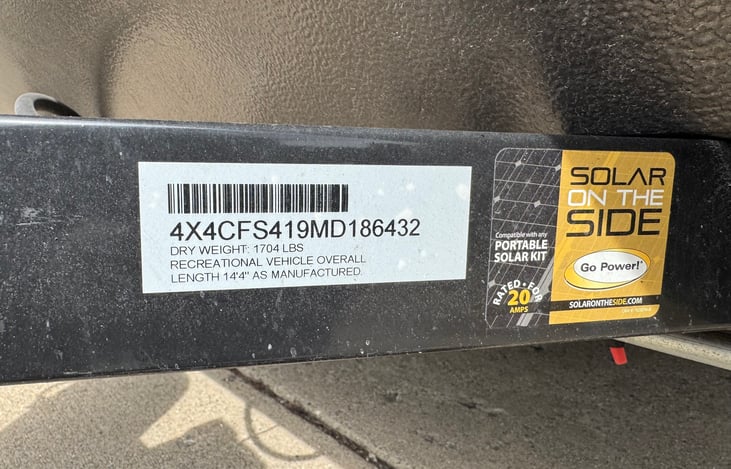 4X4CFS419MD186432
DRY WEIGHT: 1704 LBS
RECREATIONAL VEHICLE OVERALL
LENGTH 14'4" AS MANUFACTURED.
Compatible with any
PORTABLE
SOLAR KIT
RATED • FOR
20
AMPS
SOLAR
ON THE
SIDE
Go Power!
SOLARONTHESIDE.COM